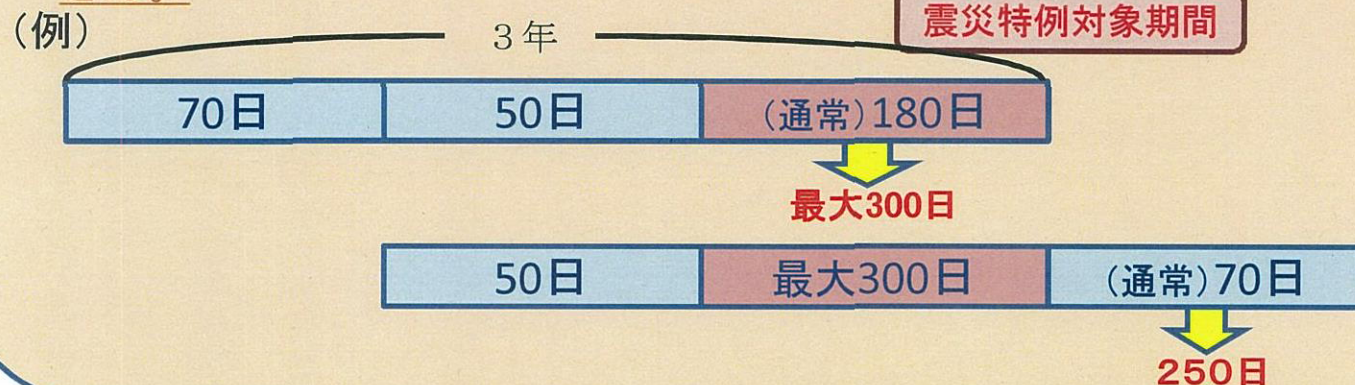 震災特例対象期間
（例）
3年
70日 50日 （通常）180日
最大300日
50日 最大300日 （通常）70日
250日